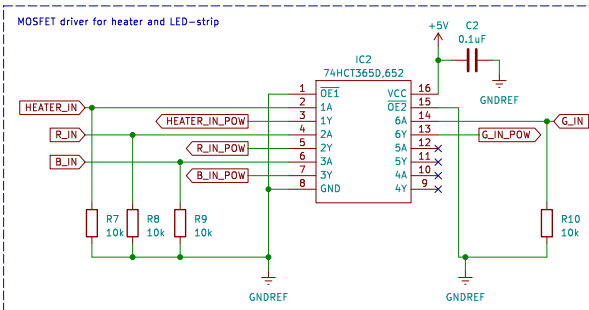 MOSFET driver for heater and LED-strip
+5V
C2
0.1uF
GNDREF
IC2
74HCT365D,652
HEATER_IN
R_IN
B_IN
HEATER_IN_POW
R_IN_POW
B_IN_POW
1 OE1 VCC 16
2 1A OE2 15
3 1Y 6A 14
4 2A 6Y 13
5 2Y 5A 12
6 3A 5Y 11
7 3Y 4A 10
8 GND 4Y 9
G_IN
G_IN_POW
R7
10k
R8
10k
R9
10k
R10
10k
GNDREF
GNDREF